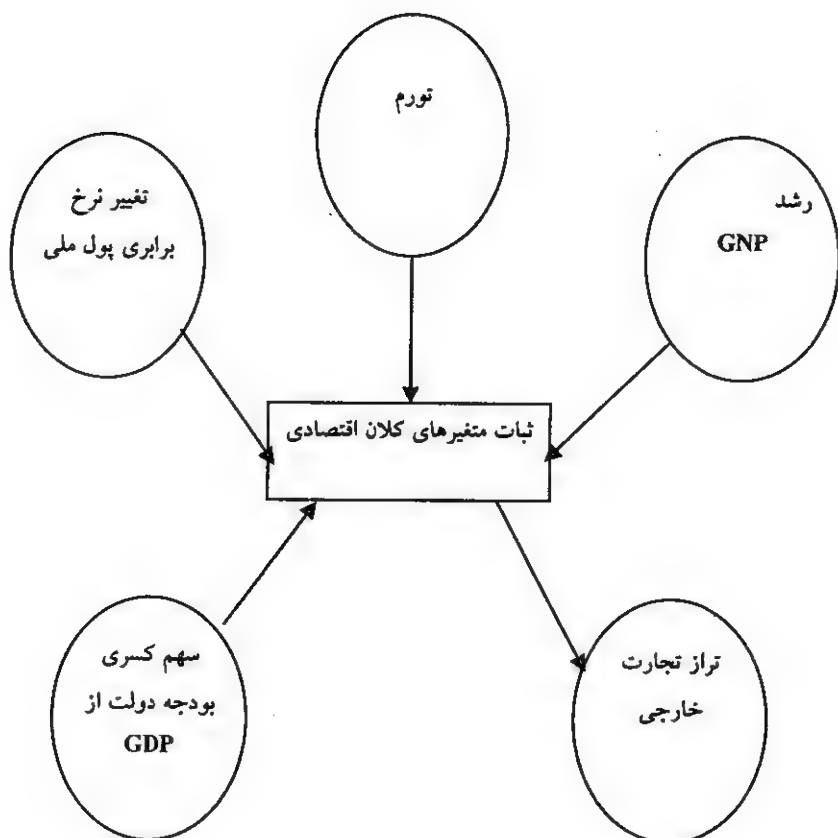 تورم
رشد
GNP
تغییر نرخ
برابری پول ملی
ثبات متغیرهای کلان اقتصادی
تراز تجارت
خارجی
سهم کسری
بودجه دولت از
GDP